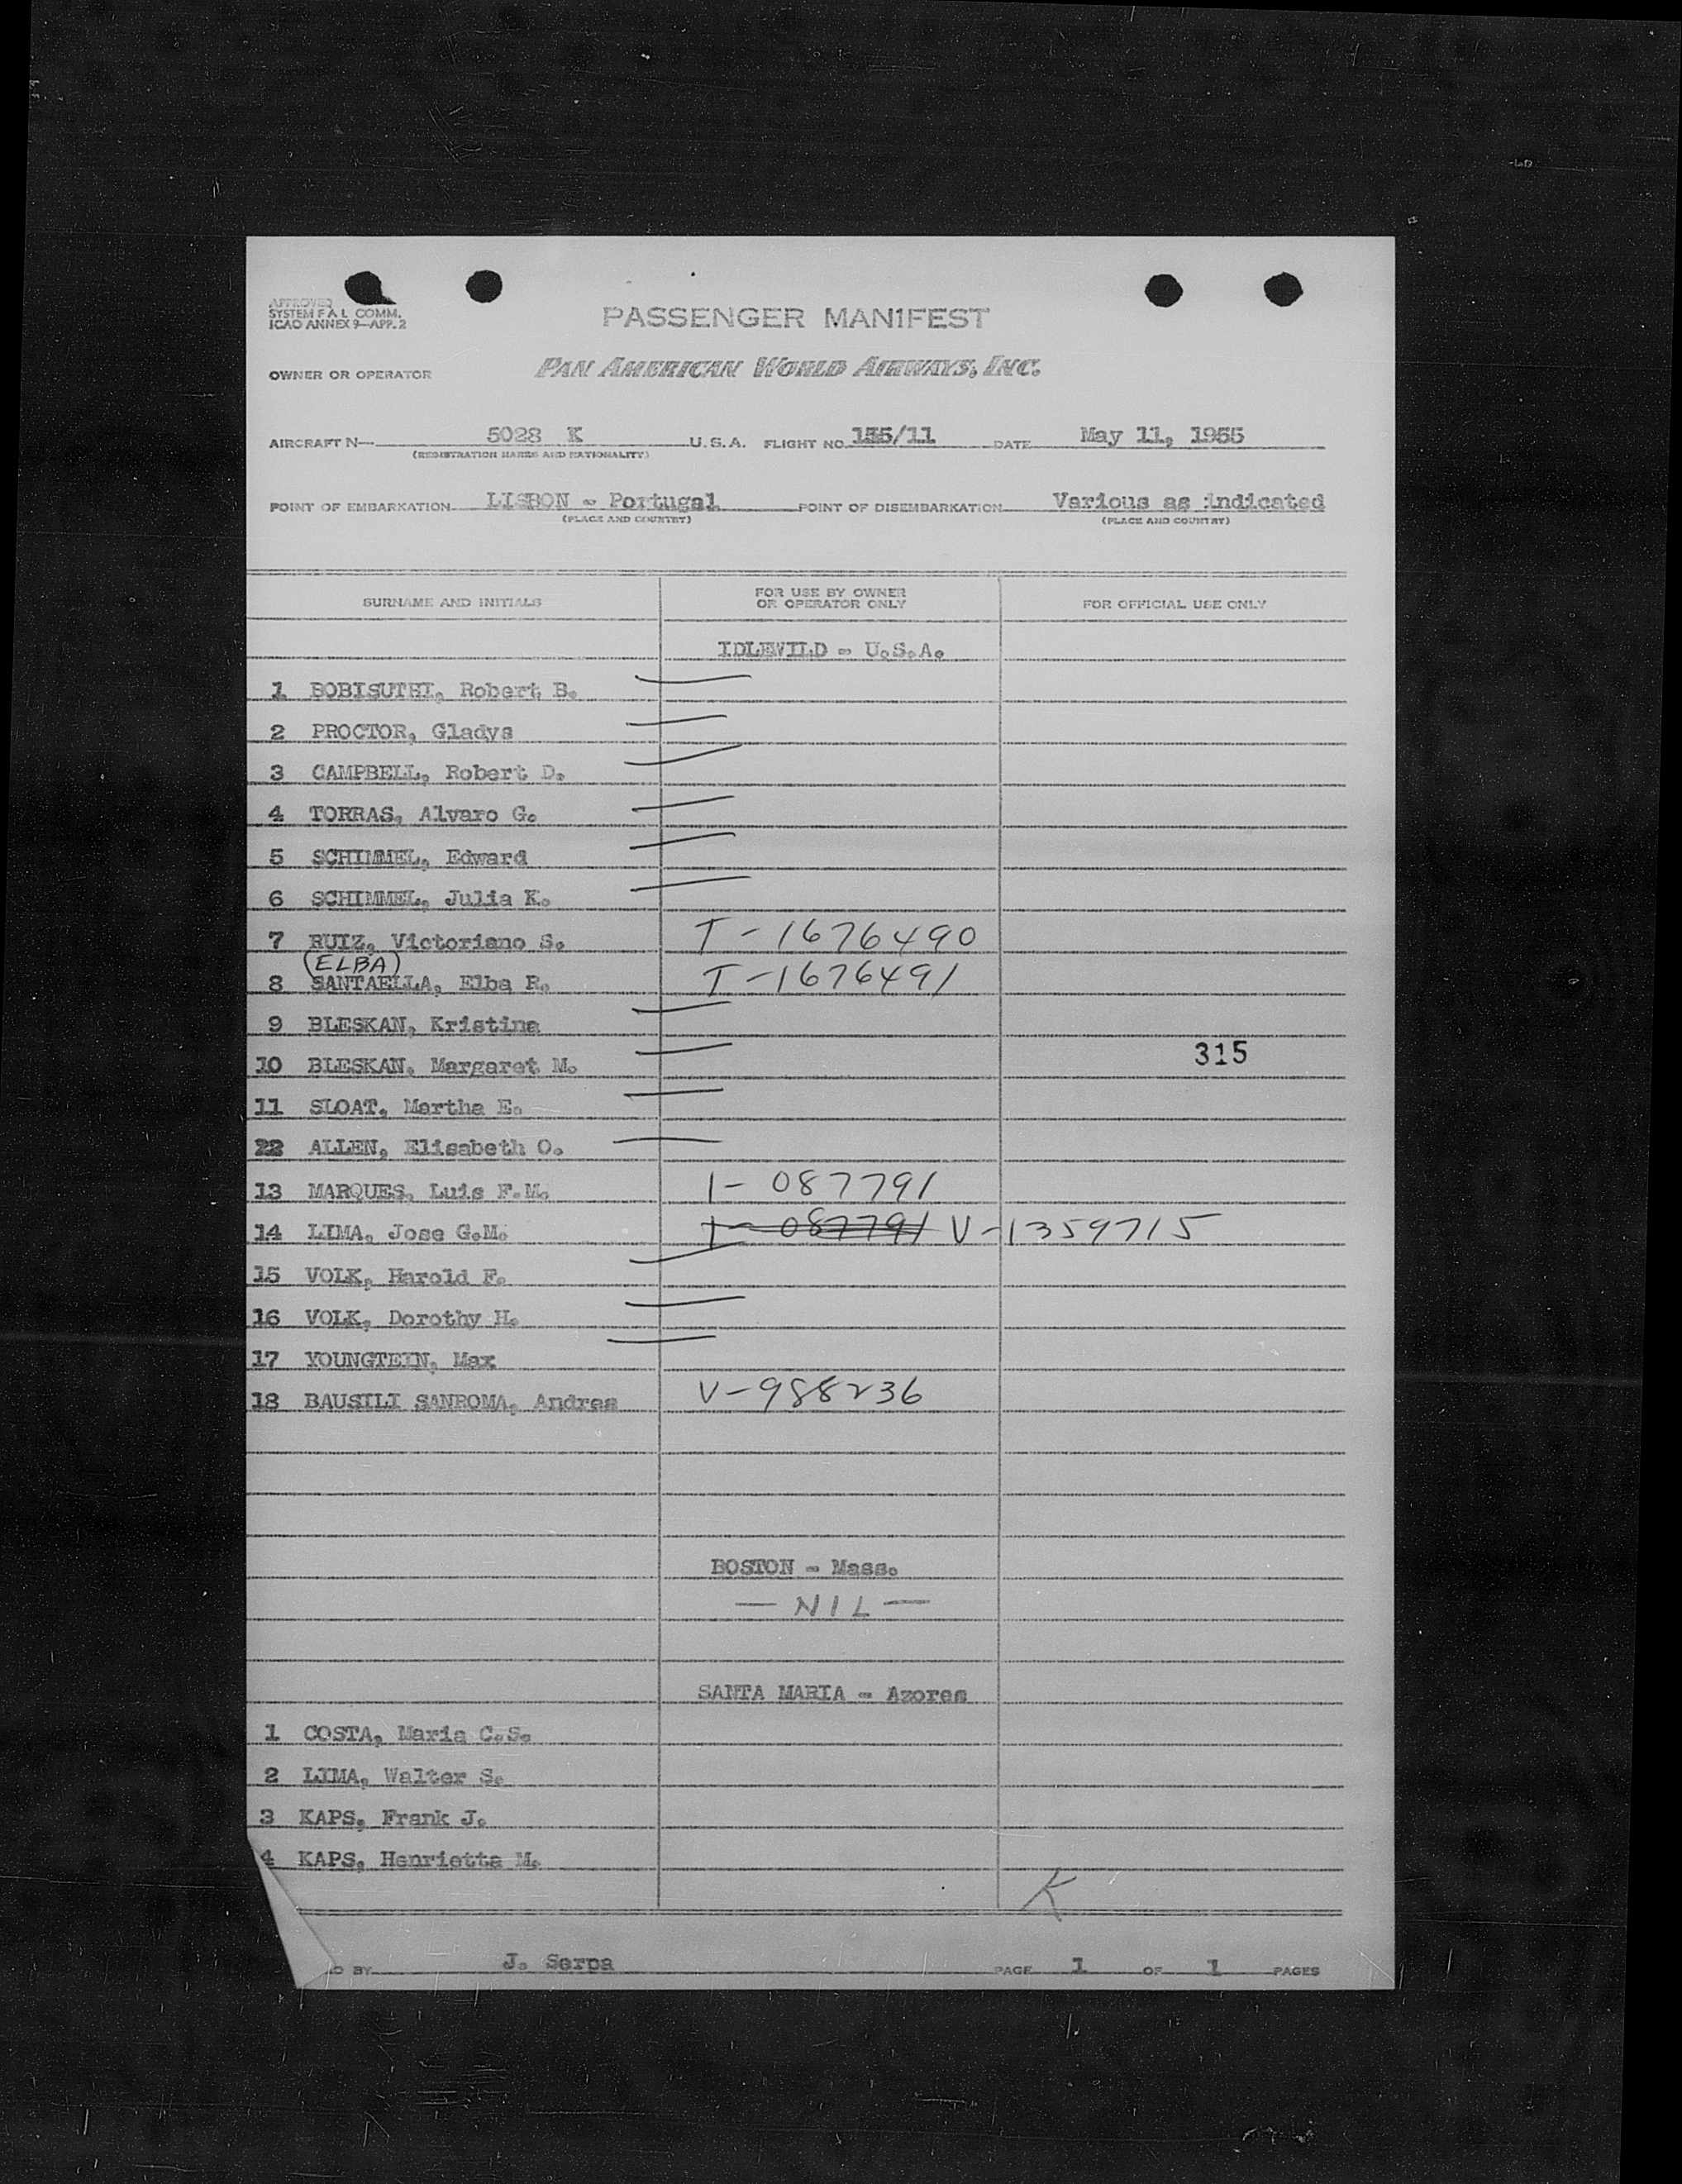 APPROVED
SYSTEM F A L COMM.
ICAO ANNEX 9—APP. 2
PASSENGER MANIFEST
OWNER OR OPERATOR PAN AMERICAN WORLD AIRWAYS, INC.
AIRCRAFT N— 5028 K U.S.A. FLIGHT NO. 155/11 DATE May 11, 1955
(REGISTRATION MARKS AND NATIONALITY)
POINT OF EMBARKATION LISBON - Portugal POINT OF DISEMBARKATION Various as indicated
(PLACE AND COUNTRY) (PLACE AND COUNTRY)
SURNAME AND INITIALS FOR USE BY OWNER OR OPERATOR ONLY FOR OFFICIAL USE ONLY
IDLEWILD - U.S.A.
1 BOBISUTHI, Robert B.
2 PROCTOR, Gladys
3 CAMPBELL, Robert D.
4 TORRAS, Alvaro G.
5 SCHIMMEL, Edward
6 SCHIMMEL, Julia K.
7 RUIZ, Victoriano S. T-1676490
(ELBA)
8 SANTAELLA, Elba R. T-1676491
9 BLESKAN, Kristina
10 BLESKAN, Margaret M. 315
11 SLOAT, Martha E.
22 ALLEN, Elisabeth O.
13 MARQUES, Luis F.M. I- 087791
14 LIMA, Jose G.M. I- 087791 V-1359715
15 VOLK, Harold F.
16 VOLK, Dorothy H.
17 YOUNGTEIN, Max
18 BAUSILI SANROMA, Andres V-988236
BOSTON - Mass.
— NIL —
SANTA MARIA - Azores
1 COSTA, Maria C.S.
2 LIMA, Walter S.
3 KAPS, Frank J.
4 KAPS, Henrietta M.
K
D BY J. Serpa PAGE 1 OF 1 PAGES